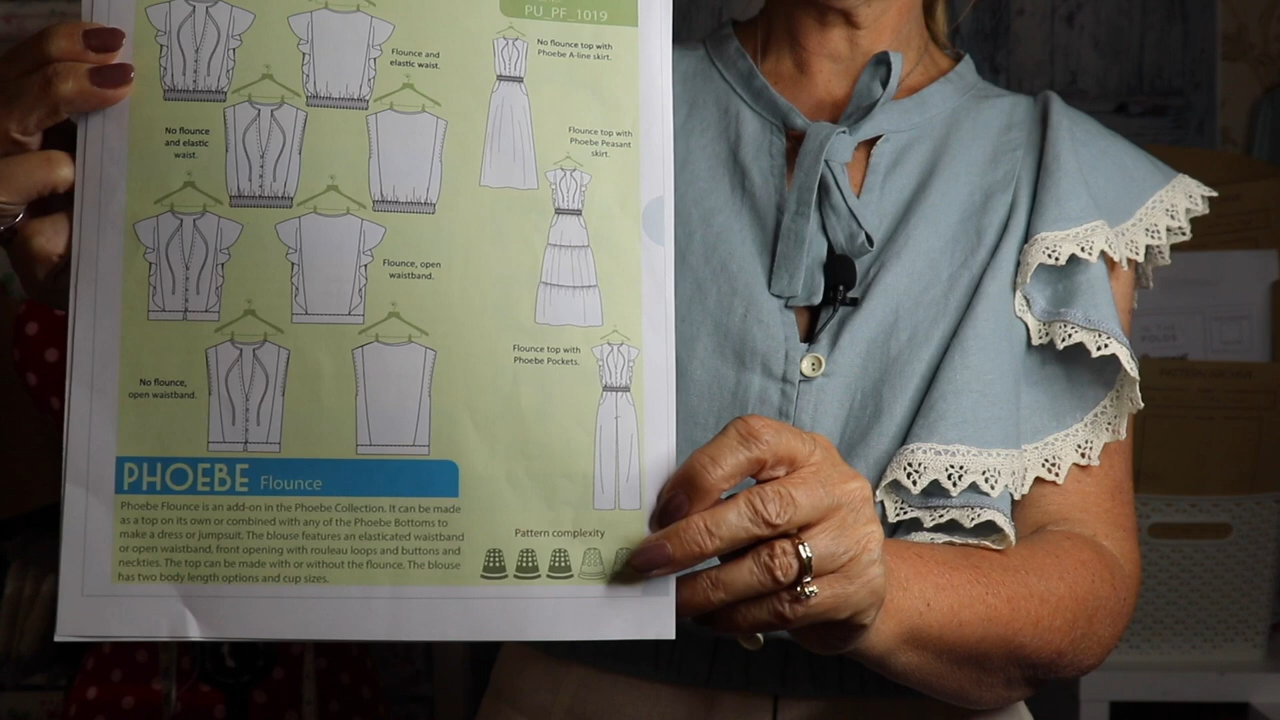 PU_PF_1019
Flounce and
elastic waist.
No flounce top with
Phoebe A-line skirt.
No flounce
and elastic
waist.
Flounce top with
Phoebe Peasant
skirt.
Flounce, open
waistband.
Flounce top with
Phoebe Pockets.
No flounce,
open waistband.
PHOEBE Flounce
Phoebe Flounce is an add-on in the Phoebe Collection. It can be made
as a top on its own or combined with any of the Phoebe Bottoms to
make a dress or jumpsuit. The blouse features an elasticated waistband
or open waistband, front opening with rouleau loops and buttons and
neckties. The top can be made with or without the flounce. The blouse
has two body length options and cup sizes.
Pattern complexity